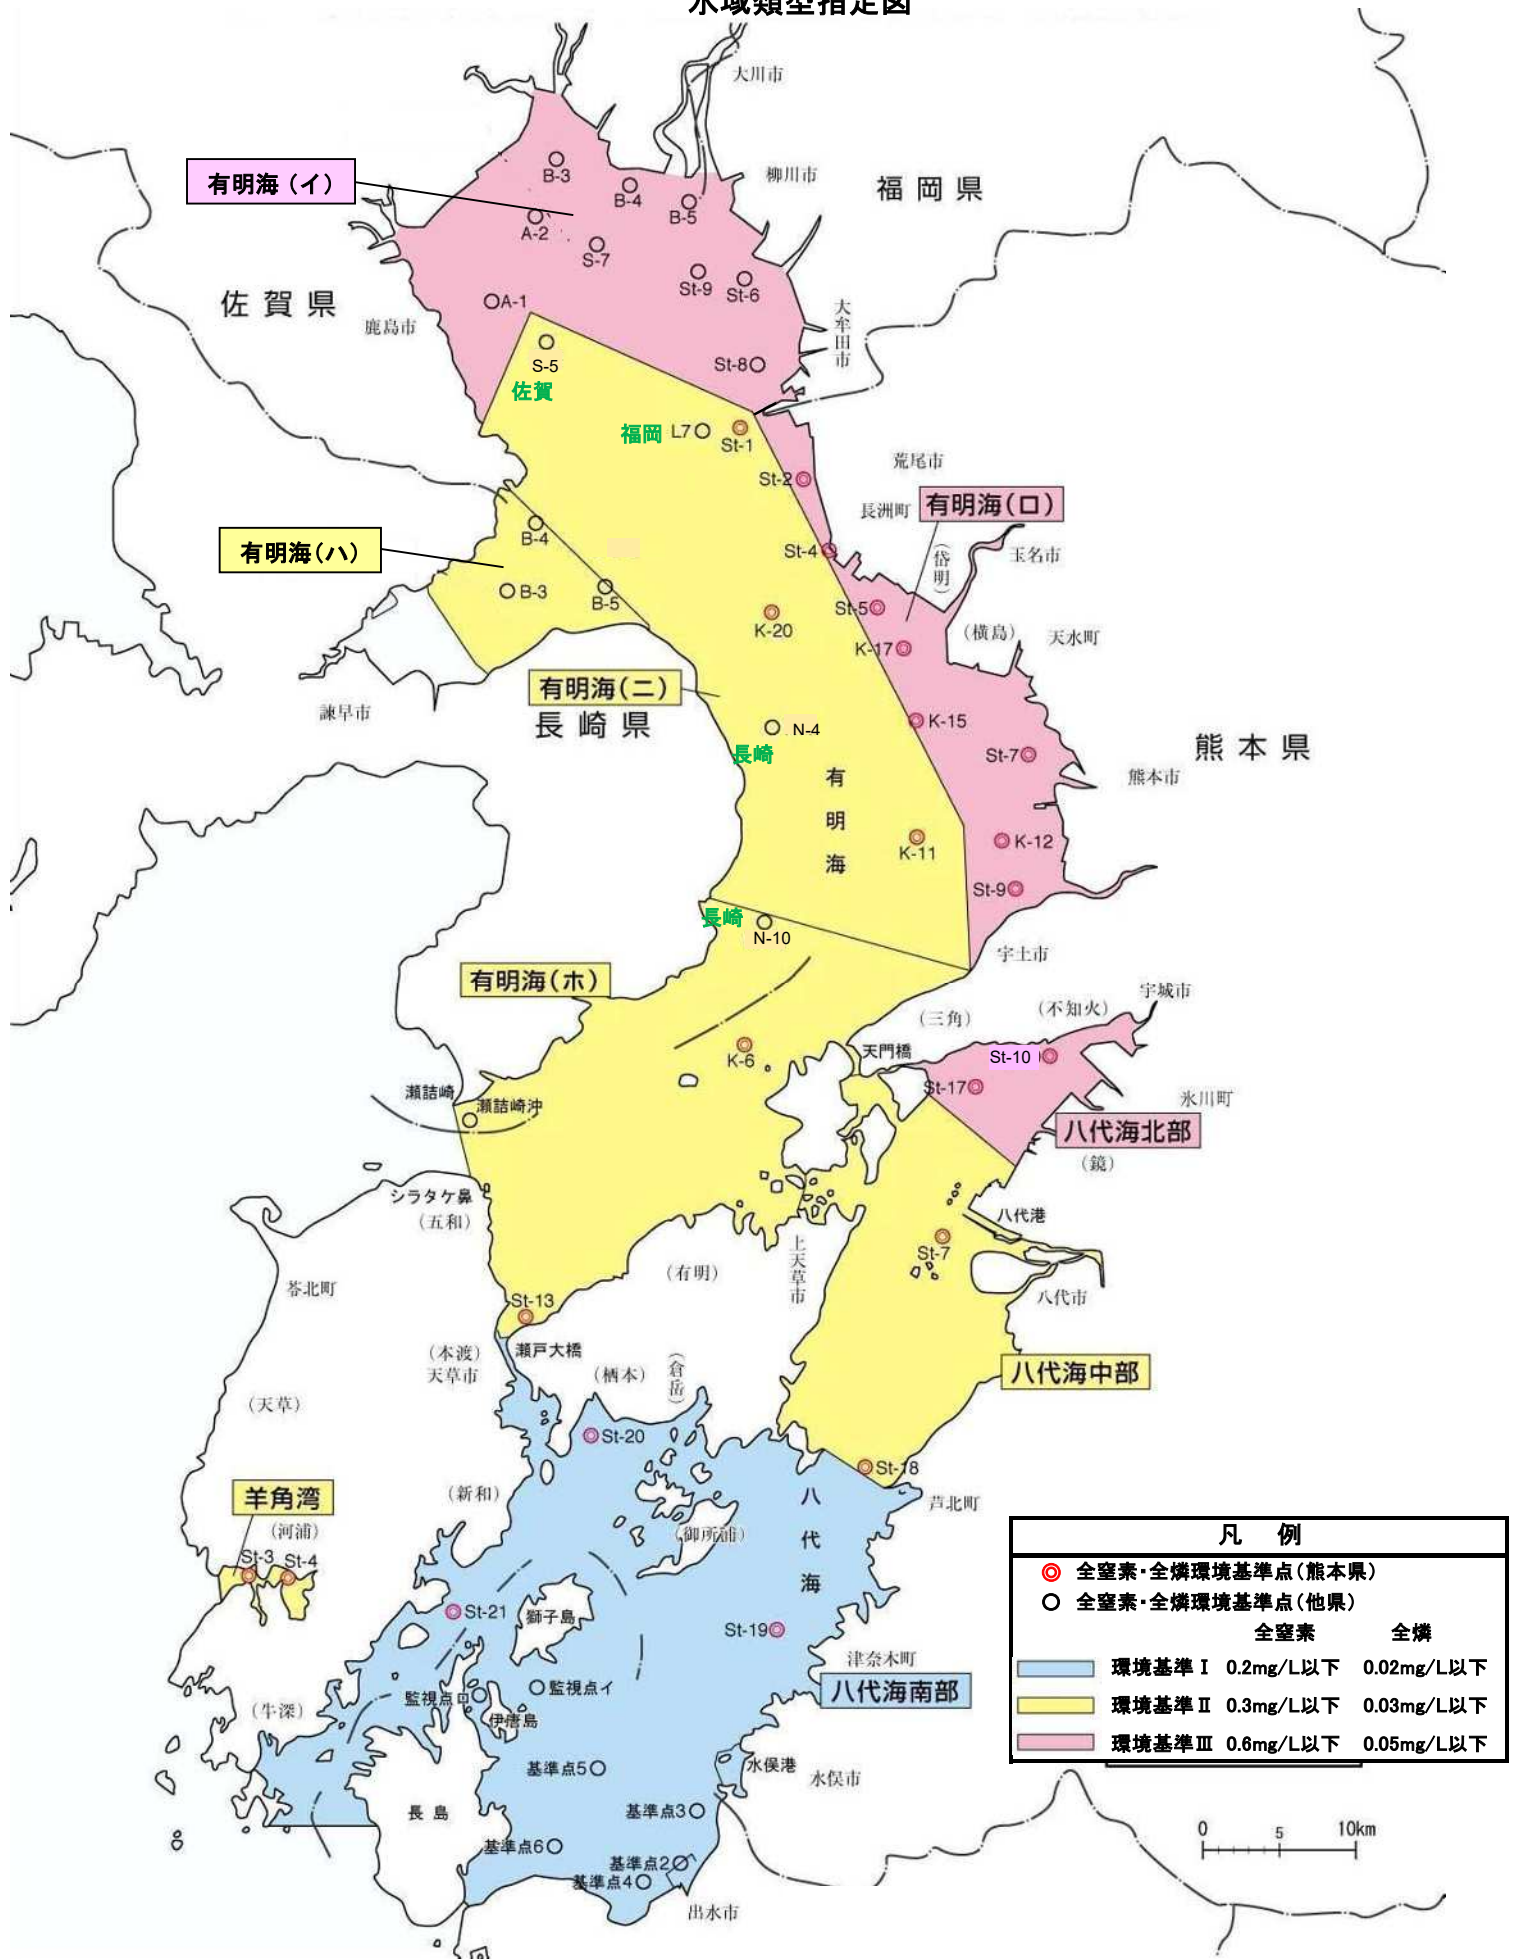 水域類型指定図
大川市
柳川市
福岡県
有明海（イ）
B-3
B-4
B-5
A-2
S-7
St-9
St-6
A-1
佐賀県
鹿島市
大牟田市
S-5
佐賀
St-8
福岡
L7
St-1
St-2
荒尾市
長洲町
有明海(ロ)
有明海(ハ)
B-4
St-4
(岱明)
玉名市
B-3
B-5
St-5
K-20
K-17
(横島)
天水町
有明海(ニ)
諫早市
長崎県
N-4
長崎
K-15
St-7
熊本県
熊本市
有明海
K-11
K-12
St-9
長崎
N-10
宇土市
有明海(ホ)
宇城市
(不知火)
(三角)
K-6
天門橋
St-10
St-17
瀬詰崎
瀬詰崎沖
氷川町
八代海北部
(鏡)
シラタケ鼻
(五和)
八代港
St-7
上天草市
(有明)
苓北町
八代市
St-13
瀬戸大橋
(本渡)
天草市
(栖本)
(倉岳)
八代海中部
(天草)
St-20
St-18
羊角湾
(新和)
芦北町
八代海
(河浦)
(御所浦)
St-3
St-4
St-21
獅子島
St-19
津奈木町
八代海南部
監視点ロ
監視点イ
伊唐島
(牛深)
基準点5
水俣港
水俣市
長島
基準点3
基準点6
基準点2
基準点4
出水市
凡 例
◎ 全窒素・全燐環境基準点(熊本県)
○ 全窒素・全燐環境基準点(他県)
全窒素 全燐
環境基準Ⅰ 0.2mg/L以下 0.02mg/L以下
環境基準Ⅱ 0.3mg/L以下 0.03mg/L以下
環境基準Ⅲ 0.6mg/L以下 0.05mg/L以下
0 5 10km